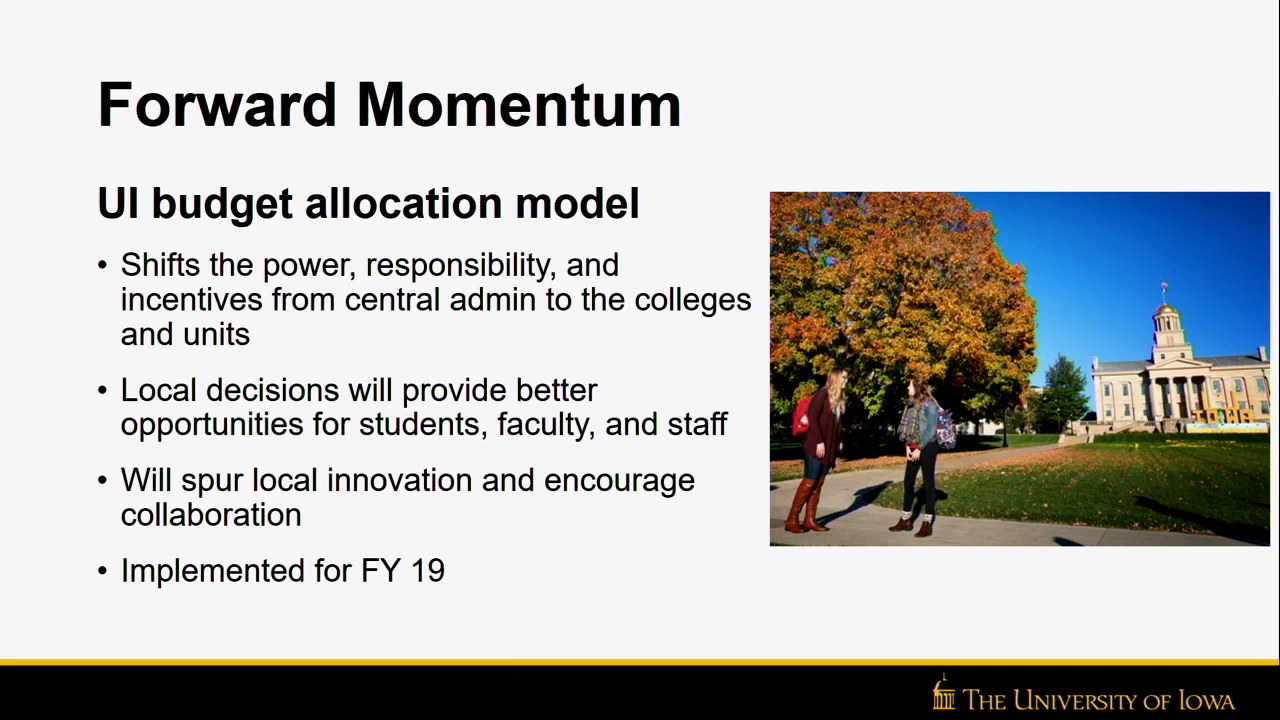 Forward Momentum
UI budget allocation model
• Shifts the power, responsibility, and
incentives from central admin to the colleges
and units
• Local decisions will provide better
opportunities for students, faculty, and staff
• Will spur local innovation and encourage
collaboration
• Implemented for FY 19
IOWA
THE UNIVERSITY OF IOWA